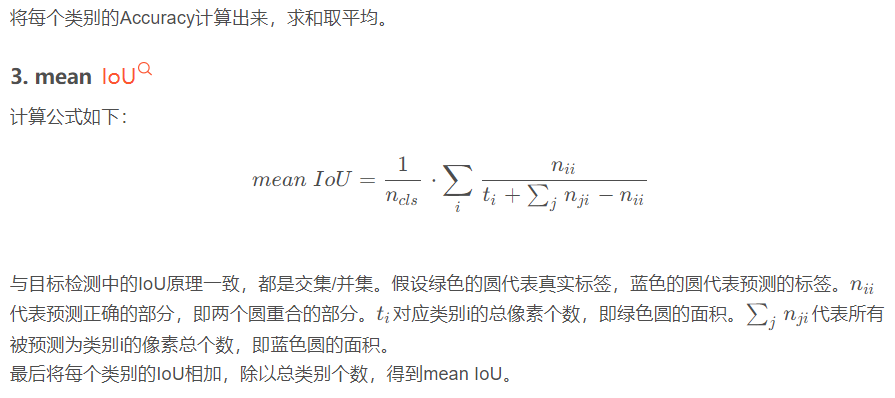 将每个类别的Accuracy计算出来，求和取平均。
3. mean IoU
计算公式如下：
$mean\ IoU = \frac{1}{n_{cls}} \cdot \sum_{i} \frac{n_{ii}}{t_i + \sum_j n_{ji} - n_{ii}}$
与目标检测中的IoU原理一致，都是交集/并集。假设绿色的圆代表真实标签，蓝色的圆代表预测的标签。$n_{ii}$
代表预测正确的部分，即两个圆重合的部分。$t_i$对应类别i的总像素个数，即绿色圆的面积。$\sum_j n_{ji}$代表所有
被预测为类别i的像素总个数，即蓝色圆的面积。
最后将每个类别的IoU相加，除以总类别个数，得到mean IoU。